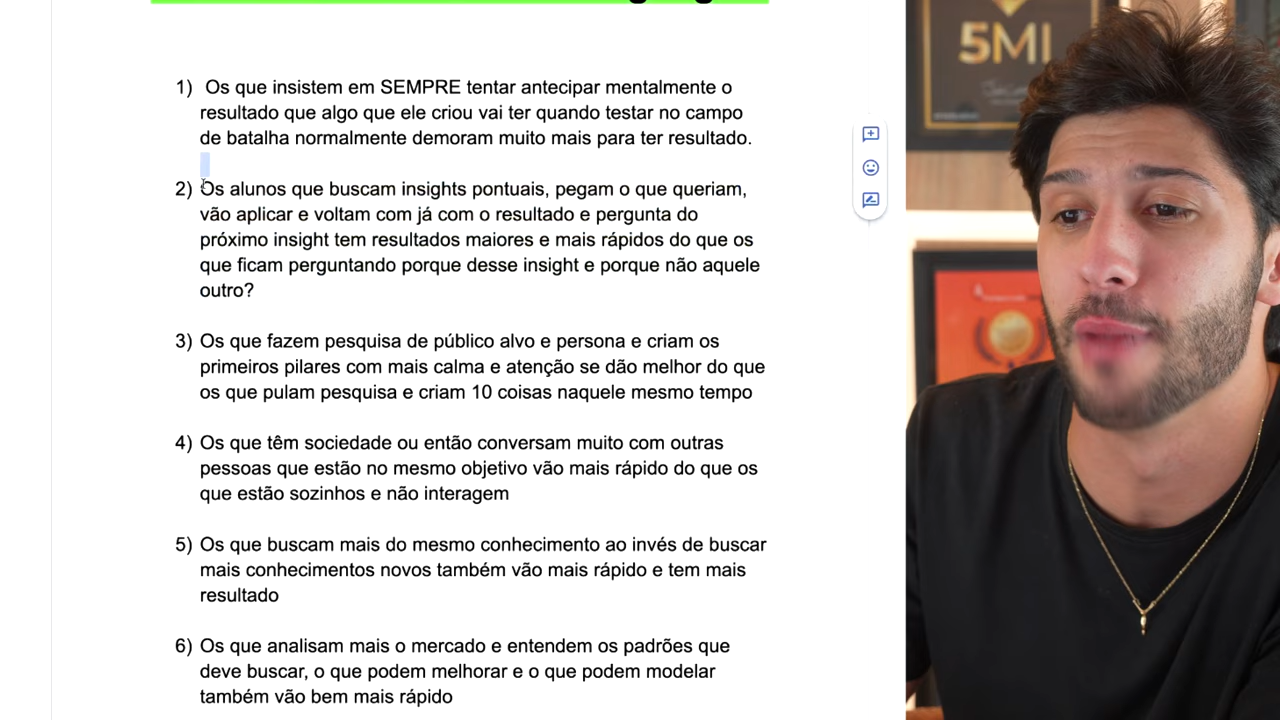 5MI
1) Os que insistem em SEMPRE tentar antecipar mentalmente o
resultado que algo que ele criou vai ter quando testar no campo
de batalha normalmente demoram muito mais para ter resultado.
2) Os alunos que buscam insights pontuais, pegam o que queriam,
vão aplicar e voltam com já com o resultado e pergunta do
próximo insight tem resultados maiores e mais rápidos do que os
que ficam perguntando porque desse insight e porque não aquele
outro?
3) Os que fazem pesquisa de público alvo e persona e criam os
primeiros pilares com mais calma e atenção se dão melhor do que
os que pulam pesquisa e criam 10 coisas naquele mesmo tempo
4) Os que têm sociedade ou então conversam muito com outras
pessoas que estão no mesmo objetivo vão mais rápido do que os
que estão sozinhos e não interagem
5) Os que buscam mais do mesmo conhecimento ao invés de buscar
mais conhecimentos novos também vão mais rápido e tem mais
resultado
6) Os que analisam mais o mercado e entendem os padrões que
deve buscar, o que podem melhorar e o que podem modelar
também vão bem mais rápido